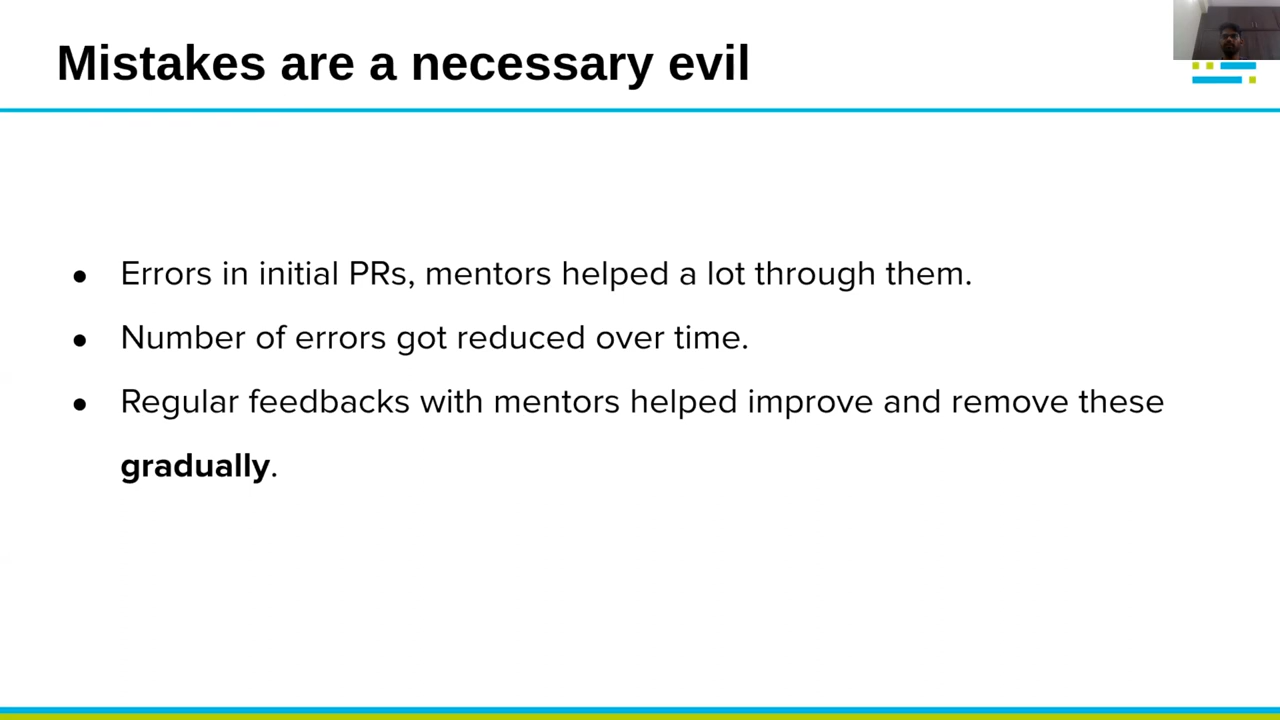 Mistakes are a necessary evil
● Errors in initial PRs, mentors helped a lot through them.
● Number of errors got reduced over time.
● Regular feedbacks with mentors helped improve and remove these
gradually.